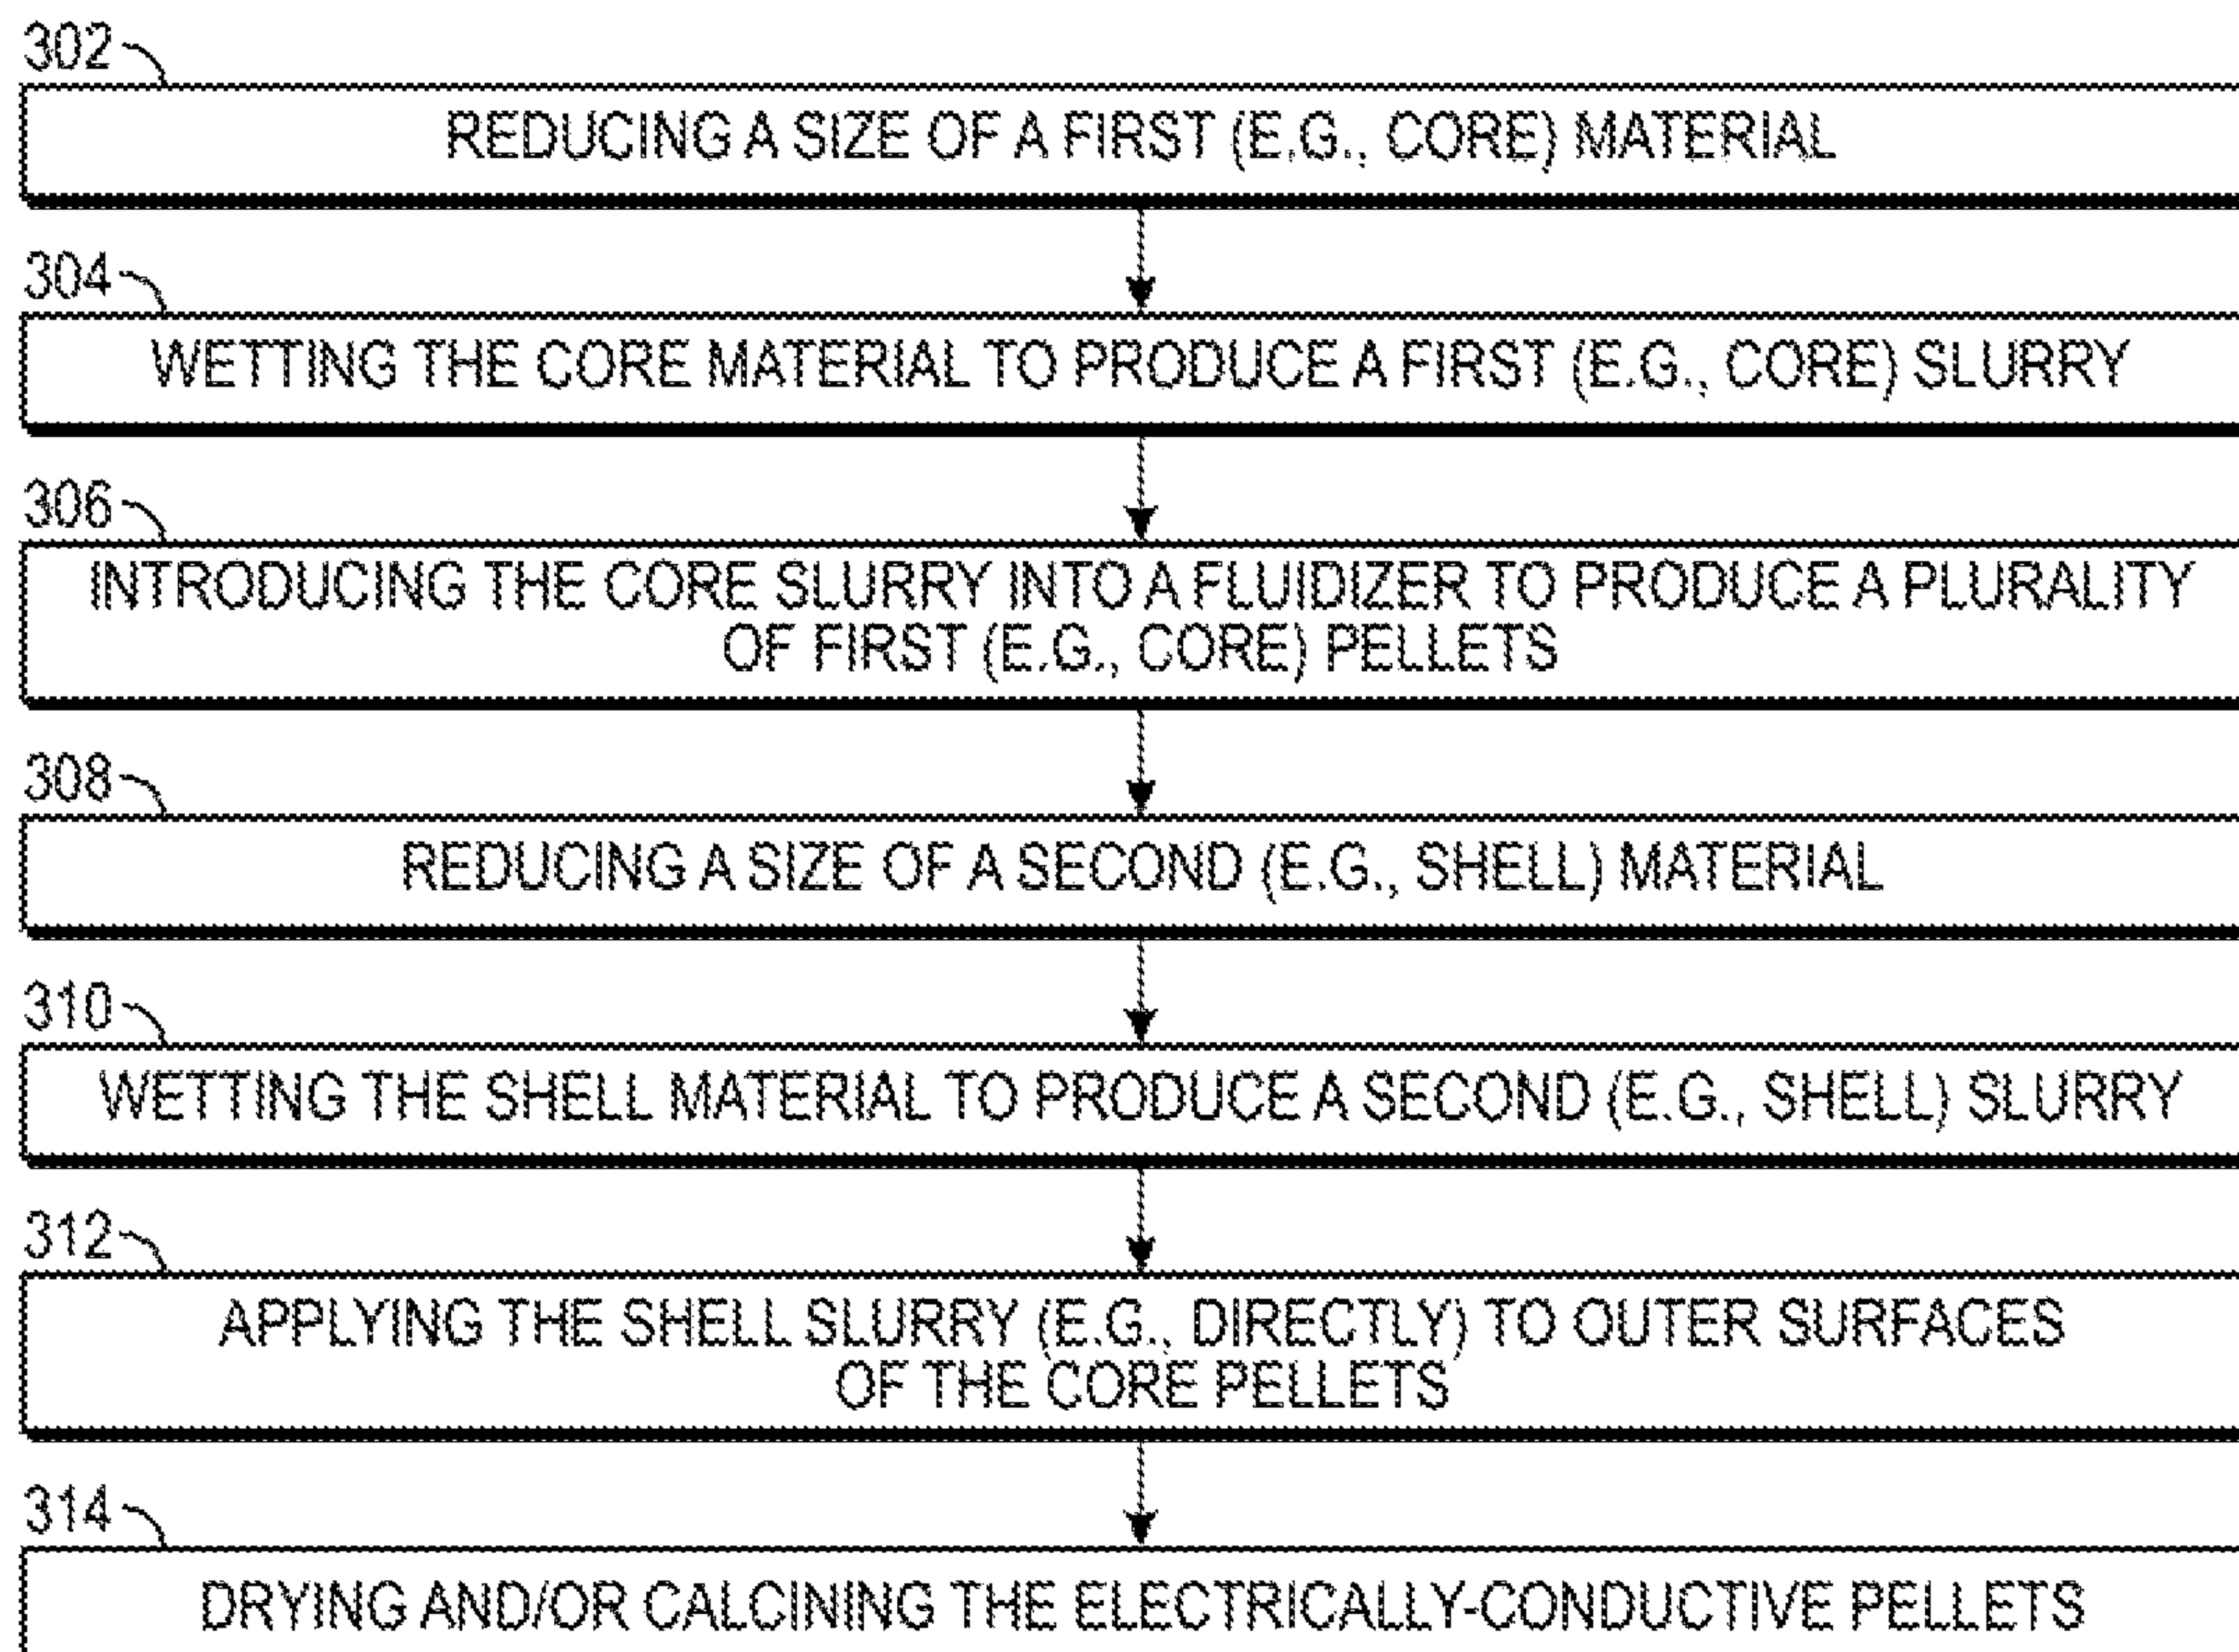 302
REDUCING A SIZE OF A FIRST (E.G., CORE) MATERIAL
304
WETTING THE CORE MATERIAL TO PRODUCE A FIRST (E.G., CORE) SLURRY
306
INTRODUCING THE CORE SLURRY INTO A FLUIDIZER TO PRODUCE A PLURALITY
OF FIRST (E.G., CORE) PELLETS
308
REDUCING A SIZE OF A SECOND (E.G., SHELL) MATERIAL
310
WETTING THE SHELL MATERIAL TO PRODUCE A SECOND (E.G., SHELL) SLURRY
312
APPLYING THE SHELL SLURRY (E.G., DIRECTLY) TO OUTER SURFACES
OF THE CORE PELLETS
314
DRYING AND/OR CALCINING THE ELECTRICALLY-CONDUCTIVE PELLETS